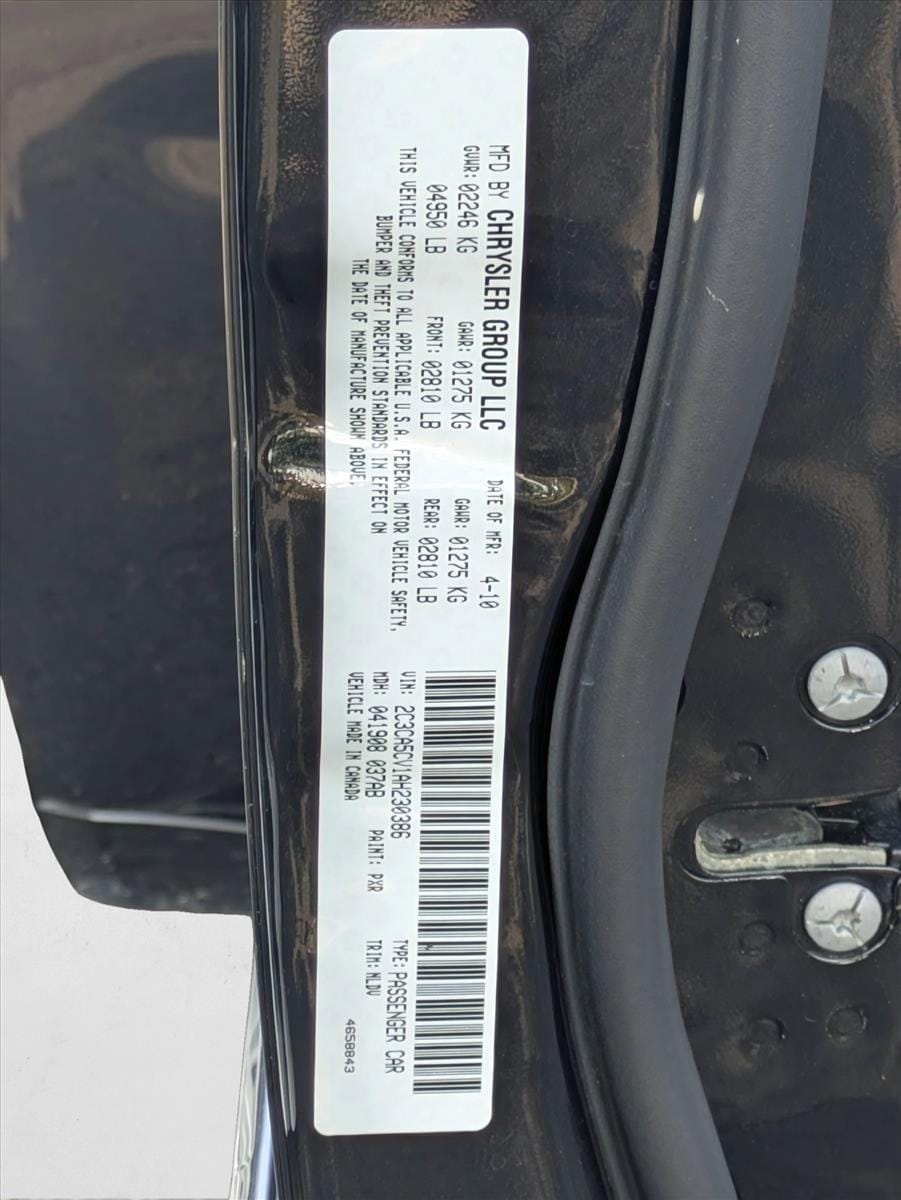 MFD BY CHRYSLER GROUP LLC DATE OF MFR: 4-10
GVWR: 02246 KG GAWR: 01275 KG GAWR: 01275 KG
04950 LB FRONT: 02810 LB REAR: 02810 LB
THIS VEHICLE CONFORMS TO ALL APPLICABLE U.S.A. FEDERAL MOTOR VEHICLE SAFETY,
BUMPER AND THEFT PREVENTION STANDARDS IN EFFECT ON
THE DATE OF MANUFACTURE SHOWN ABOVE.
VIN: 2C3CA5CV1AH230386 TYPE: PASSENGER CAR
MDH: 041908 037AB PAINT: PXR TRIM: MLDV
VEHICLE MADE IN CANADA 4658843